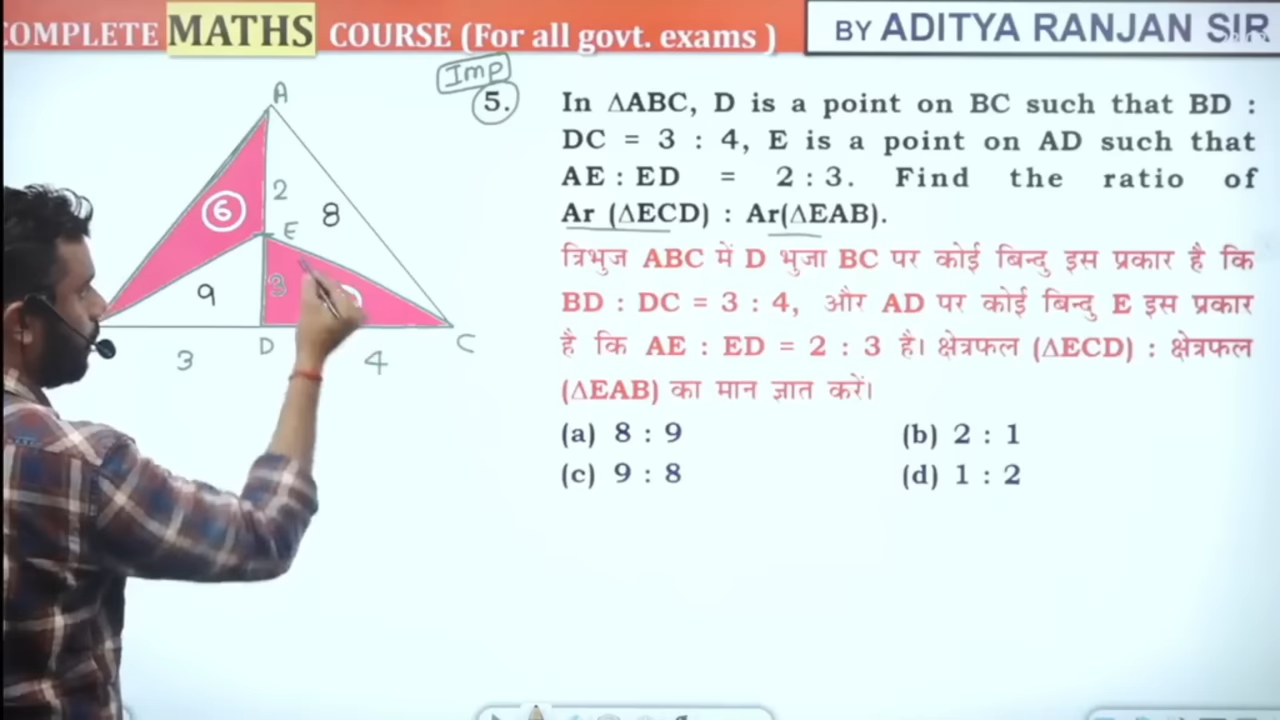 COMPLETE MATHS COURSE (For all govt. exams )
BY ADITYA RANJAN SIR
Imp
5. In ΔABC, D is a point on BC such that BD :
DC = 3 : 4, E is a point on AD such that
AE : ED = 2 : 3. Find the ratio of
Ar (ΔECD) : Ar(ΔEAB).
त्रिभुज ABC में D भुजा BC पर कोई बिन्दु इस प्रकार है कि
BD : DC = 3 : 4, और AD पर कोई बिन्दु E इस प्रकार
है कि AE : ED = 2 : 3 है। क्षेत्रफल (ΔECD) : क्षेत्रफल
(ΔEAB) का मान ज्ञात करें।
(a) 8 : 9
(b) 2 : 1
(c) 9 : 8
(d) 1 : 2
A
2
6
8
E
9
3
D
C
3
4